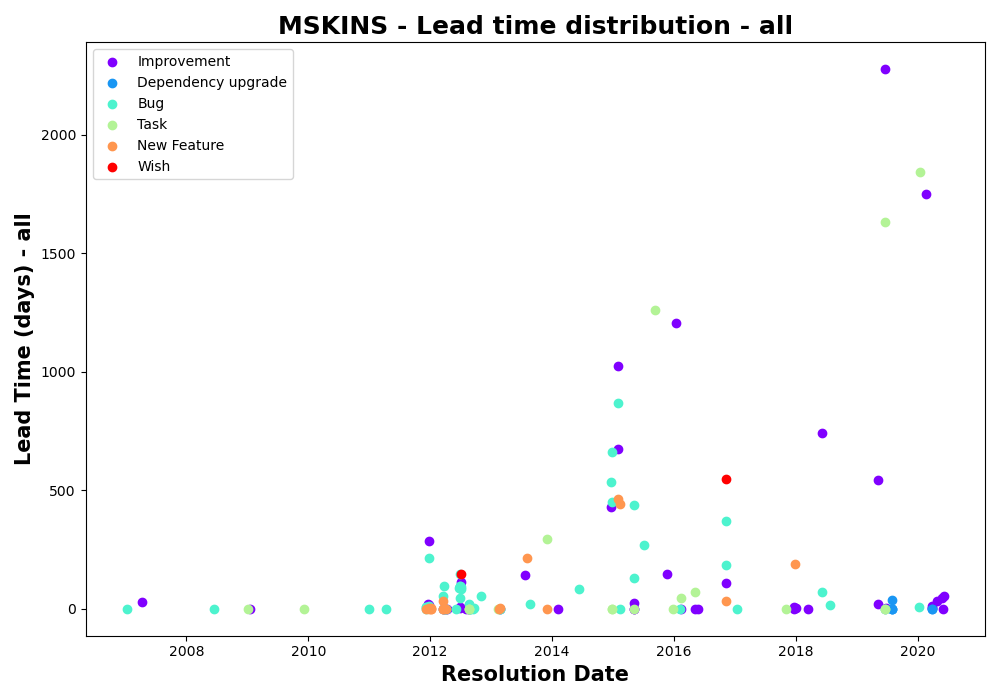 MSKINS - Lead time distribution - all
Improvement
Dependency upgrade
Bug
Task
New Feature
Wish
2000
1500
1000
500
0
Lead Time (days) - all
2008 2010 2012 2014 2016 2018 2020
Resolution Date